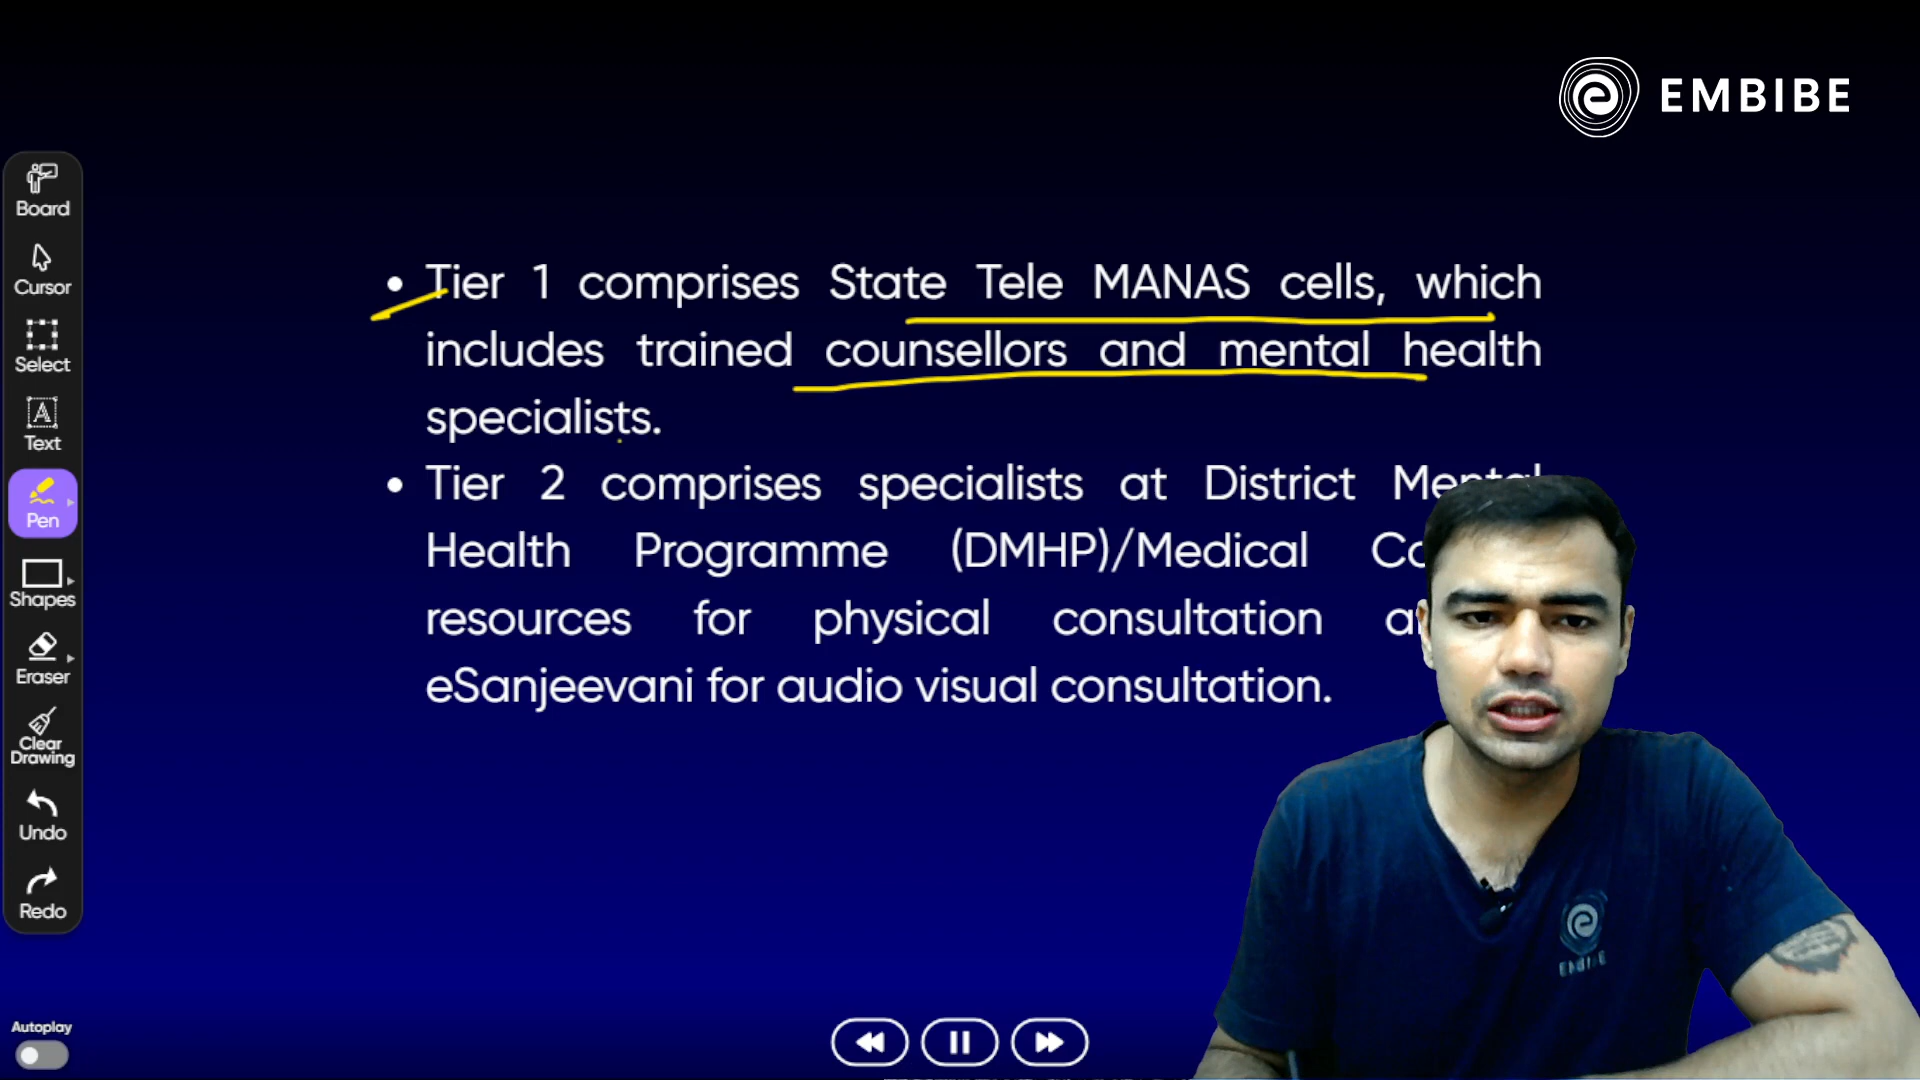 EMBIBE
Board
Cursor
Select
Text
Pen
Shapes
Eraser
Clear
Drawing
Undo
Redo
Autoplay
• Tier 1 comprises State Tele MANAS cells, which
includes trained counsellors and mental health
specialists.
• Tier 2 comprises specialists at District Mental
Health Programme (DMHP)/Medical
resources for physical consultation
eSanjeevani for audio visual consultation.
EMBIBE